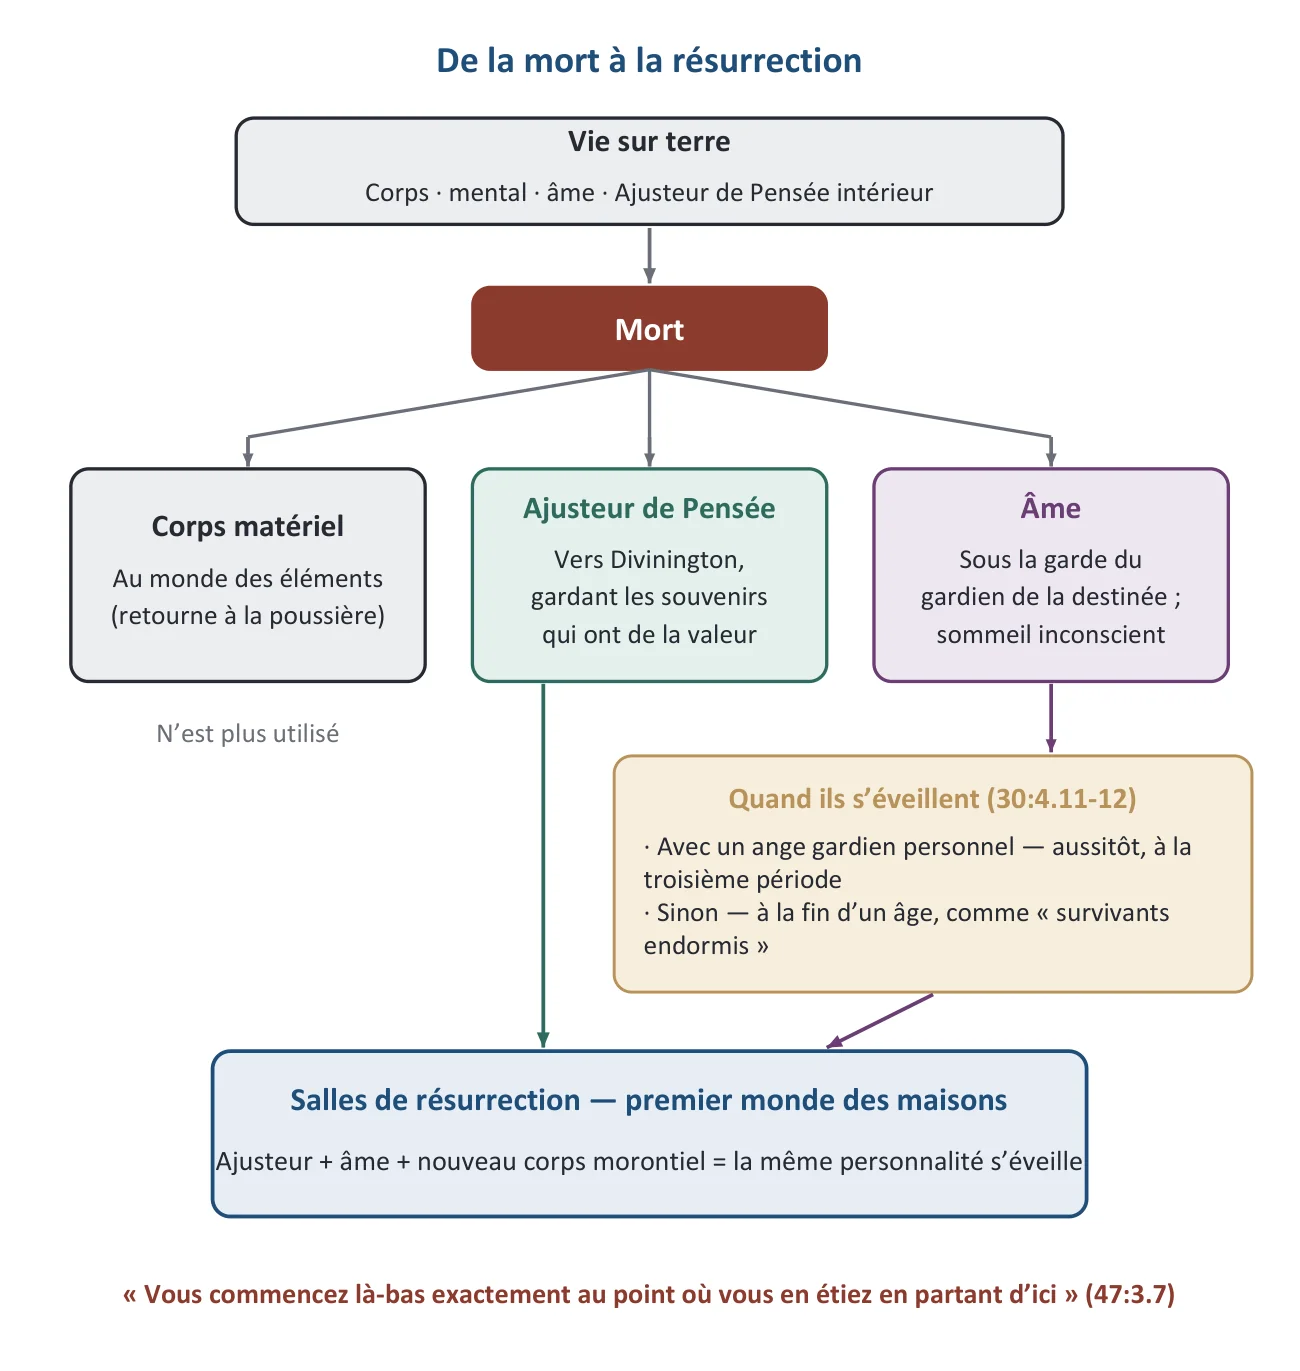 De la mort à la résurrection
Vie sur terre
Corps · mental · âme · Ajusteur de Pensée intérieur
Mort
Corps matériel
Au monde des éléments
(retourne à la poussière)
N’est plus utilisé
Ajusteur de Pensée
Vers Divinington,
gardant les souvenirs
qui ont de la valeur
Âme
Sous la garde du
gardien de la destinée ;
sommeil inconscient
Quand ils s’éveillent (30:4.11-12)
· Avec un ange gardien personnel — aussitôt, à la
troisième période
· Sinon — à la fin d’un âge, comme « survivants
endormis »
Salles de résurrection — premier monde des maisons
Ajusteur + âme + nouveau corps morontiel = la même personnalité s’éveille
« Vous commencez là-bas exactement au point où vous en étiez en partant d’ici » (47:3.7)